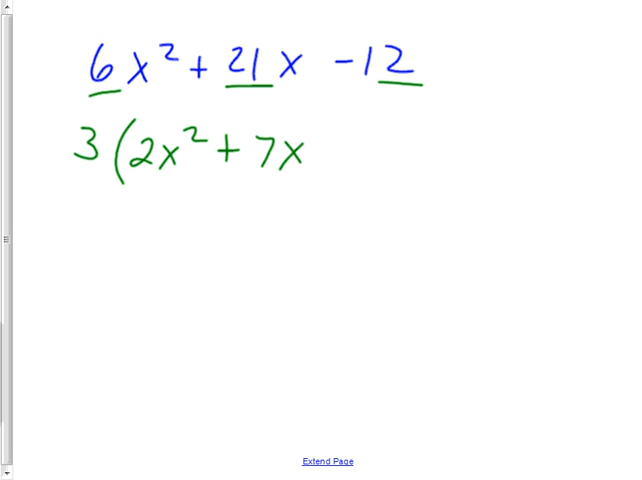 6x² + 21x - 12
3(2x² + 7x
Extend Page